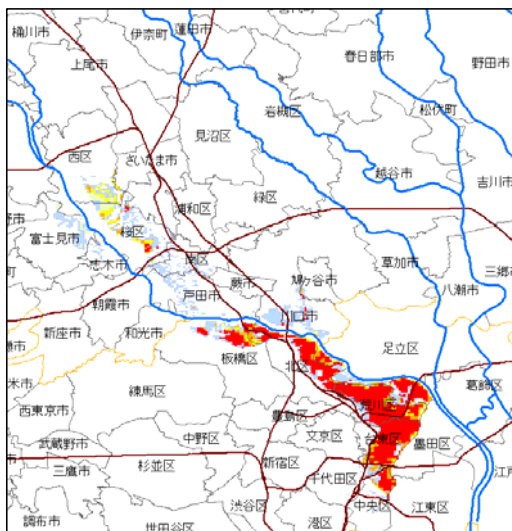 桶川市
伊奈町
蓮田市
春日部市
野田市
上尾市
岩槻区
松伏町
見沼区
西区
さいたま市
越谷市
吉川市
緑区
浦和区
桜区
富士見市
南区
草加市
三郷市
志木市
蕨市
鳩ヶ谷市
八潮市
戸田市
朝霞市
川口市
新座市
和光市
足立区
板橋区
北区
葛飾区
練馬区
荒川区
西東京市
豊島区
文京区
台東区
墨田区
武蔵野市
中野区
三鷹市
杉並区
新宿区
千代田区
渋谷区
中央区
江東区
港区
調布市
世田谷区